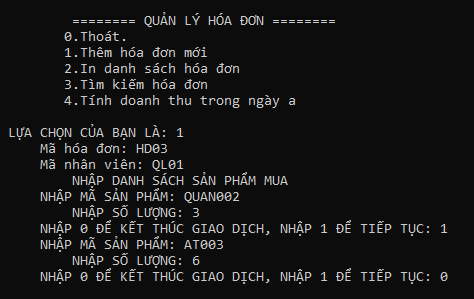 ======== QUẢN LÝ HÓA ĐƠN ========
0.Thoát.
1.Thêm hóa đơn mới
2.In danh sách hóa đơn
3.Tìm kiếm hóa đơn
4.Tính doanh thu trong ngày a
LỰA CHỌN CỦA BẠN LÀ: 1
Mã hóa đơn: HD03
Mã nhân viên: QL01
NHẬP DANH SÁCH SẢN PHẨM MUA
NHẬP MÃ SẢN PHẨM: QUAN002
NHẬP SỐ LƯỢNG: 3
NHẬP 0 ĐỂ KẾT THÚC GIAO DỊCH, NHẬP 1 ĐỂ TIẾP TỤC: 1
NHẬP MÃ SẢN PHẨM: AT003
NHẬP SỐ LƯỢNG: 6
NHẬP 0 ĐỂ KẾT THÚC GIAO DỊCH, NHẬP 1 ĐỂ TIẾP TỤC: 0